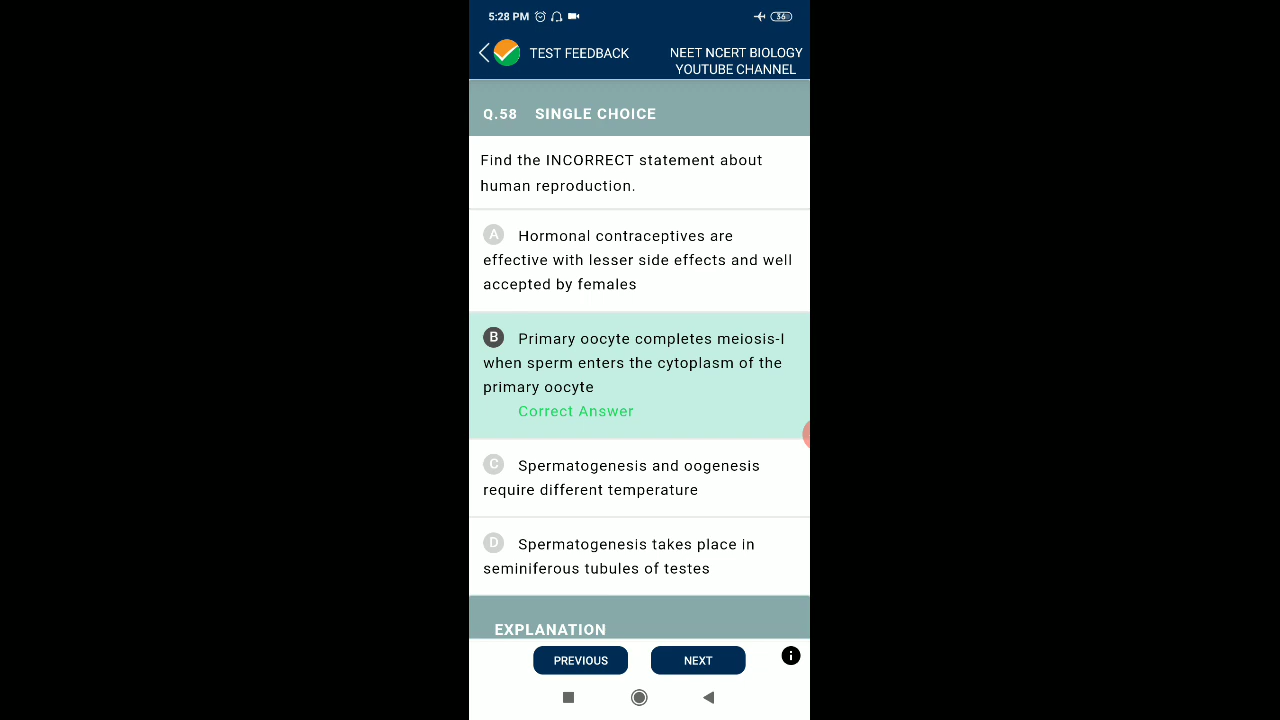 5:28 PM
36
TEST FEEDBACK
NEET NCERT BIOLOGY
YOUTUBE CHANNEL
Q.58 SINGLE CHOICE
Find the INCORRECT statement about
human reproduction.
A Hormonal contraceptives are
effective with lesser side effects and well
accepted by females
B Primary oocyte completes meiosis-I
when sperm enters the cytoplasm of the
primary oocyte
Correct Answer
C Spermatogenesis and oogenesis
require different temperature
D Spermatogenesis takes place in
seminiferous tubules of testes
EXPLANATION
PREVIOUS NEXT